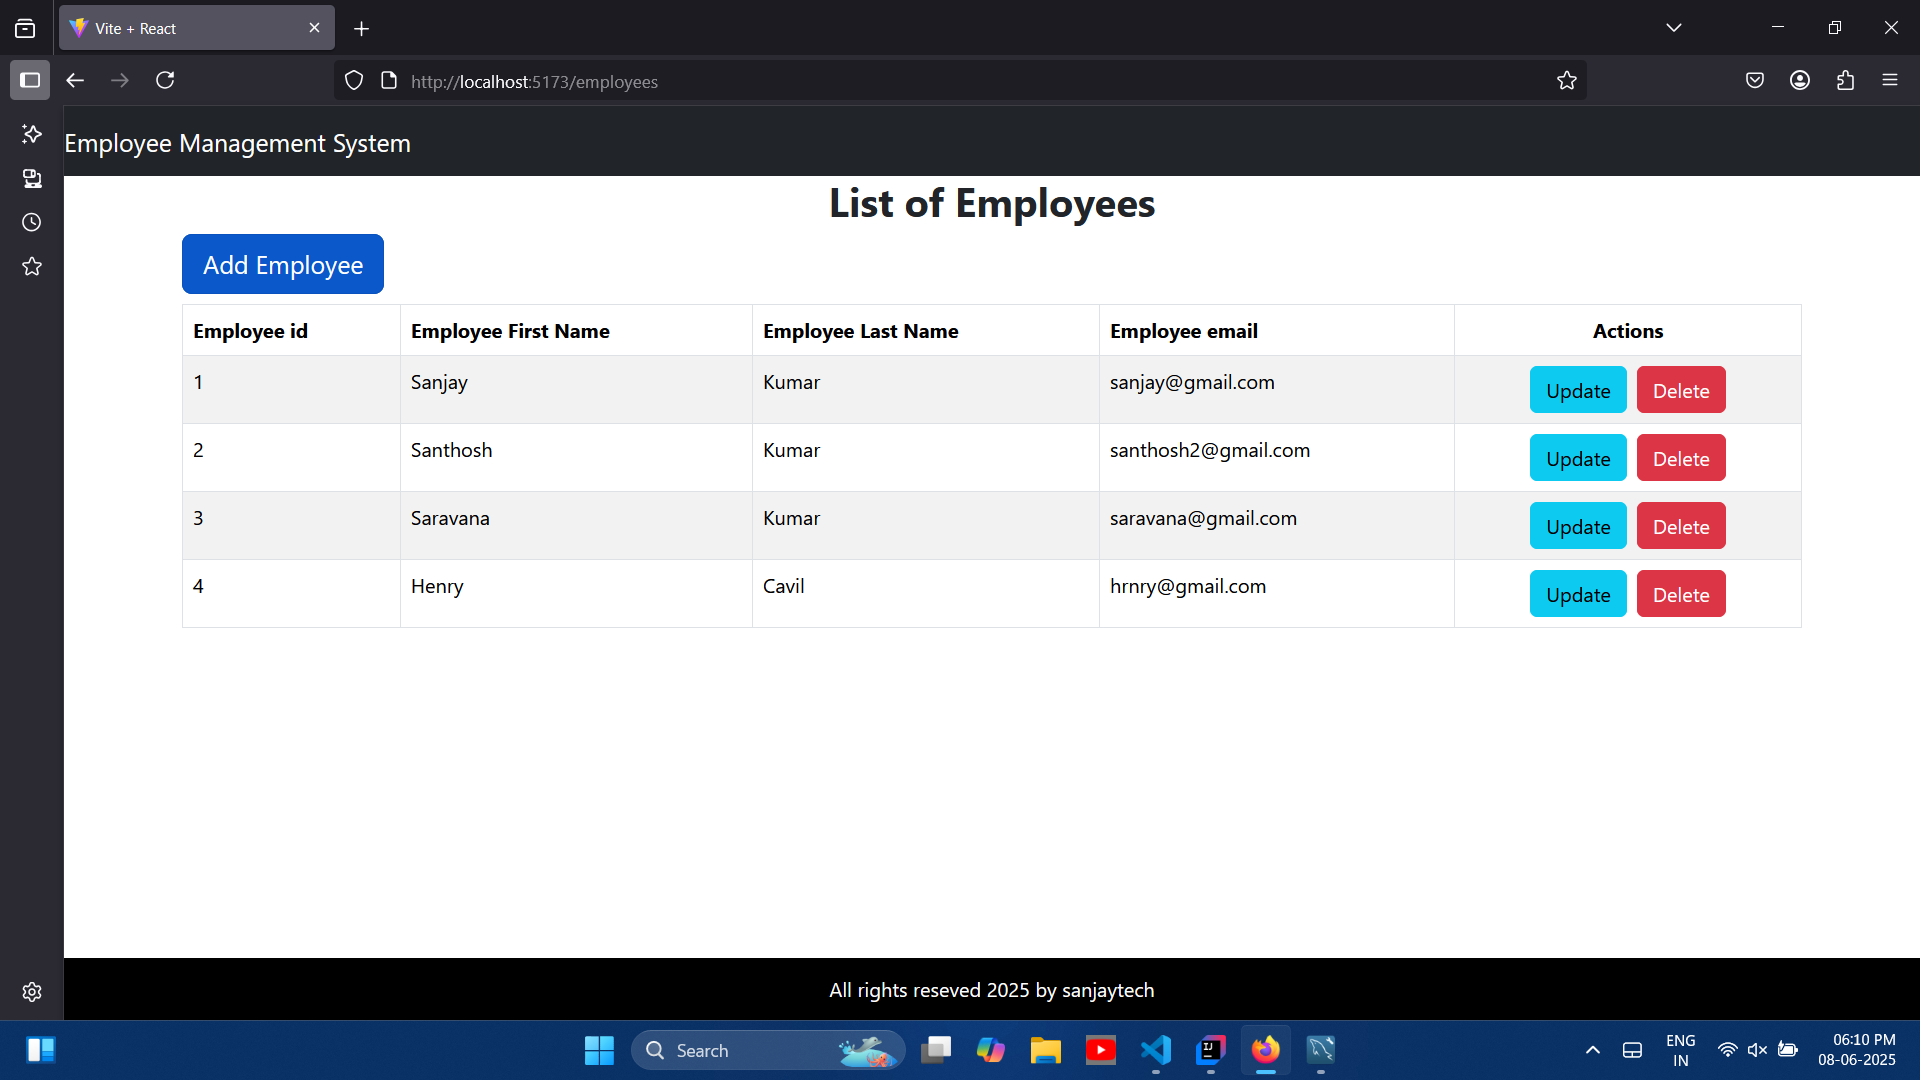 Vite + React
http://localhost:5173/employees
Employee Management System
List of Employees
Add Employee
Employee id Employee First Name Employee Last Name Employee email Actions
1 Sanjay Kumar sanjay@gmail.com Update Delete
2 Santhosh Kumar santhosh2@gmail.com Update Delete
3 Saravana Kumar saravana@gmail.com Update Delete
4 Henry Cavil hrnry@gmail.com Update Delete
All rights reseved 2025 by sanjaytech
Search
ENG
IN
06:10 PM
08-06-2025